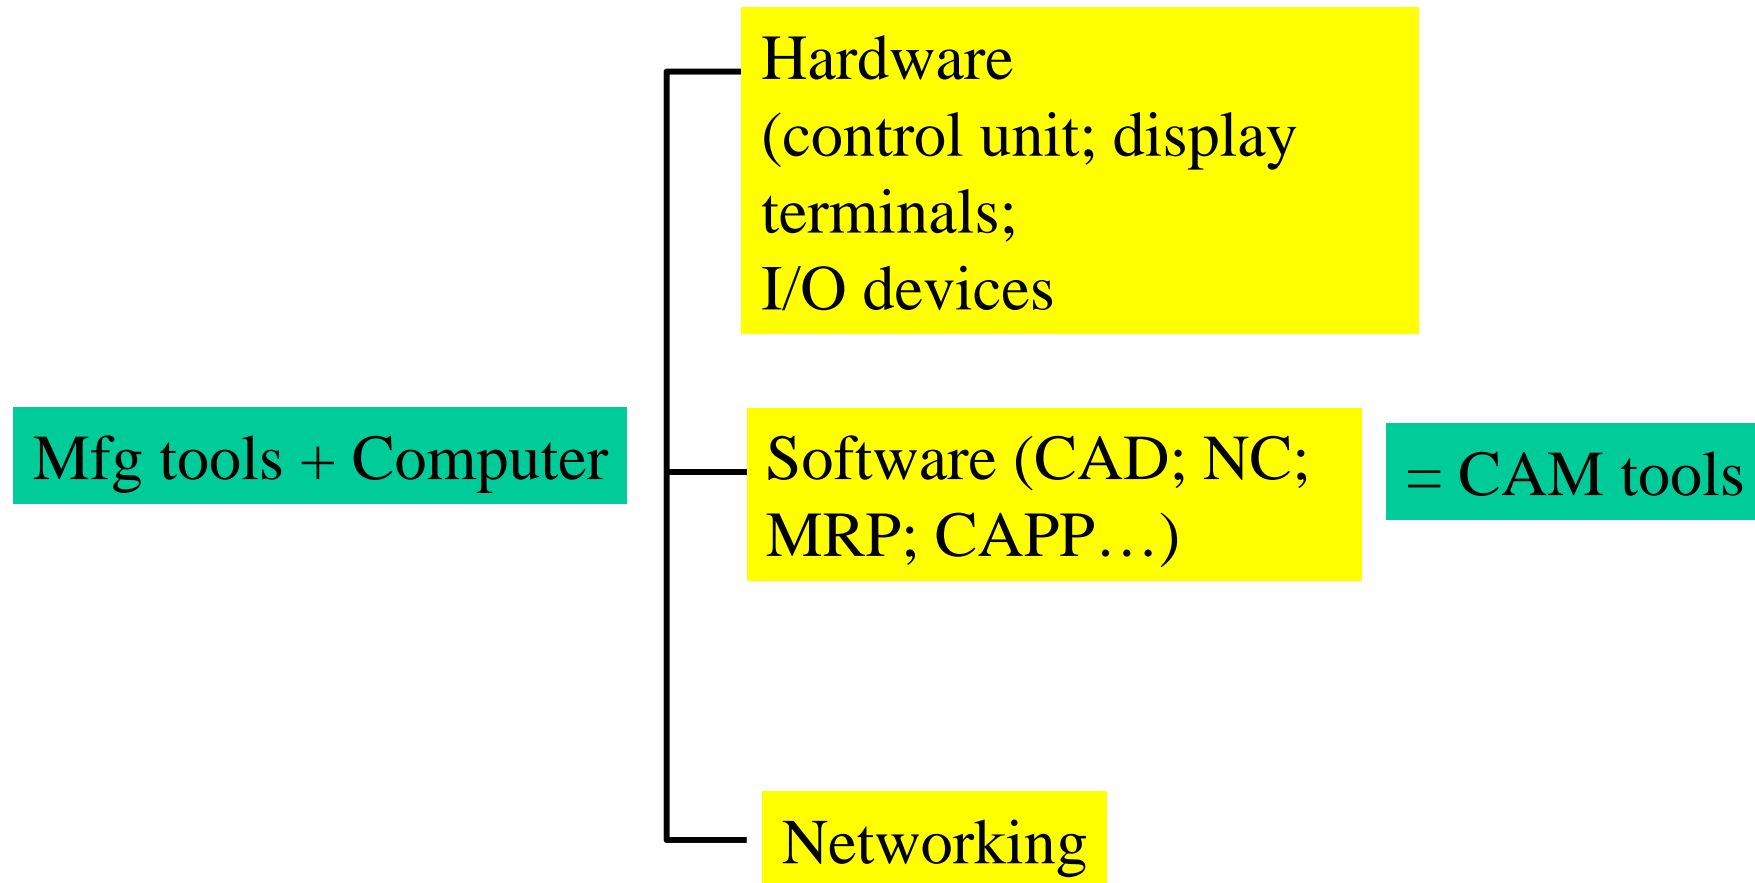 Hardware
(control unit; display
terminals;
I/O devices
Mfg tools + Computer
Software (CAD; NC;
MRP; CAPP…)
= CAM tools
Networking